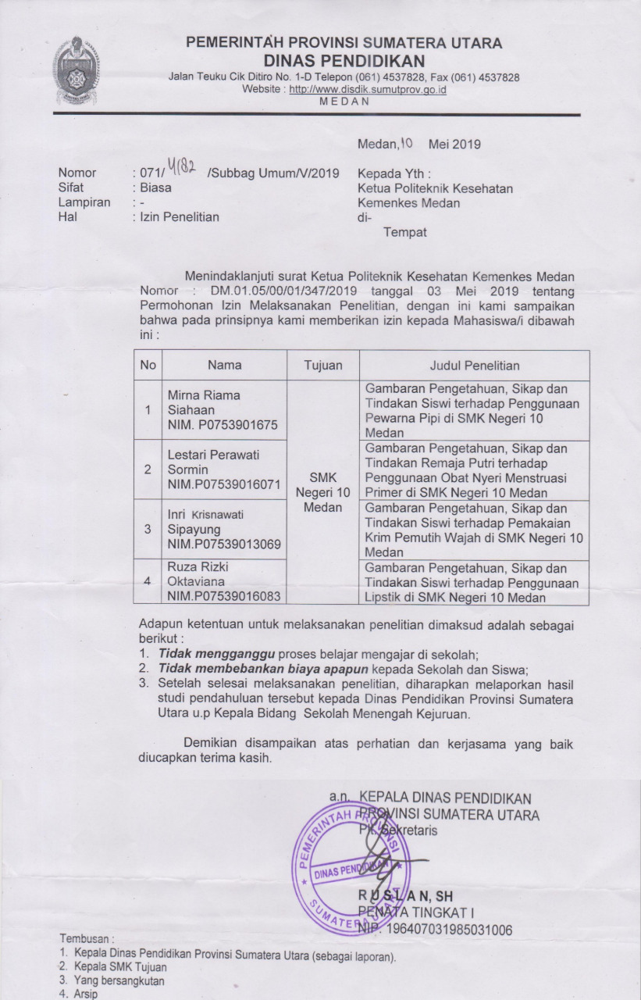 PEMERINTAH PROVINSI SUMATERA UTARA
DINAS PENDIDIKAN
Jalan Teuku Cik Ditiro No. 1-D Telepon (061) 4537828, Fax (061) 4537828
Website : http://www.disdik.sumutprov.go.id
M E D A N
Medan, 10 Mei 2019
Nomor : 071/ 4182 /Subbag Umum/V/2019
Sifat : Biasa
Lampiran : -
Hal : Izin Penelitian
Kepada Yth :
Ketua Politeknik Kesehatan
Kemenkes Medan
di-
Tempat
Menindaklanjuti surat Ketua Politeknik Kesehatan Kemenkes Medan
Nomor : DM.01.05/00/01/347/2019 tanggal 03 Mei 2019 tentang
Permohonan Izin Melaksanakan Penelitian, dengan ini kami sampaikan
bahwa pada prinsipnya kami memberikan izin kepada Mahasiswa/i dibawah
ini :
No Nama Tujuan Judul Penelitian
1
Mirna Riama
Siahaan
NIM. P0753901675
Gambaran Pengetahuan, Sikap dan
Tindakan Siswi terhadap Penggunaan
Pewarna Pipi di SMK Negeri 10
Medan
2
Lestari Perawati
Sormin
NIM.P07539016071
SMK
Negeri 10
Medan
Gambaran Pengetahuan, Sikap dan
Tindakan Remaja Putri terhadap
Penggunaan Obat Nyeri Menstruasi
Primer di SMK Negeri 10 Medan
3
Inri Krisnawati
Sipayung
NIM.P07539013069
Gambaran Pengetahuan, Sikap dan
Tindakan Siswi terhadap Pemakaian
Krim Pemutih Wajah di SMK Negeri 10
Medan
4
Ruza Rizki
Oktaviana
NIM.P07539016083
Gambaran Pengetahuan, Sikap dan
Tindakan Siswi terhadap Penggunaan
Lipstik di SMK Negeri 10 Medan
Adapun ketentuan untuk melaksanakan penelitian dimaksud adalah sebagai
berikut :
1. Tidak mengganggu proses belajar mengajar di sekolah;
2. Tidak membebankan biaya apapun kepada Sekolah dan Siswa;
3. Setelah selesai melaksanakan penelitian, diharapkan melaporkan hasil
studi pendahuluan tersebut kepada Dinas Pendidikan Provinsi Sumatera
Utara u.p Kepala Bidang Sekolah Menengah Kejuruan.
Demikian disampaikan atas perhatian dan kerjasama yang baik
diucapkan terima kasih.
a.n. KEPALA DINAS PENDIDIKAN
PROVINSI SUMATERA UTARA
Sekretaris
PEMERINTAH PROVINSI
DINAS PENDIDIKAN
SUMATERA UTARA
R U S L A N, SH
PENATA TINGKAT I
NIP. 196407031985031006
Tembusan :
1. Kepala Dinas Pendidikan Provinsi Sumatera Utara (sebagai laporan).
2. Kepala SMK Tujuan
3. Yang bersangkutan
4. Arsip